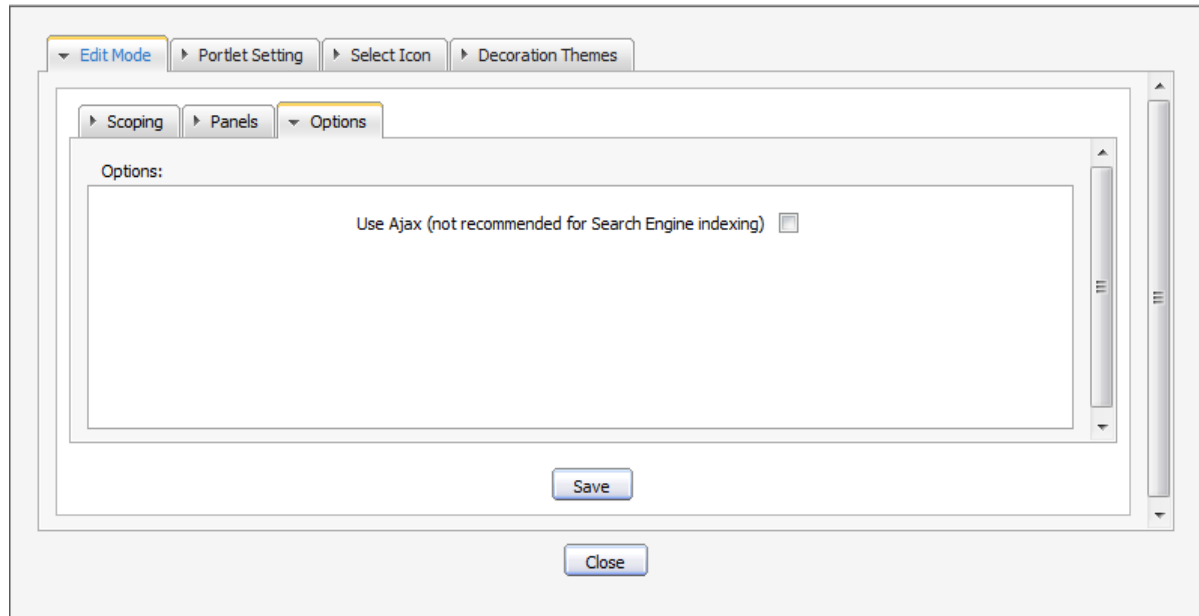 Edit Mode Portlet Setting Select Icon Decoration Themes
Scoping Panels Options
Options:
Use Ajax (not recommended for Search Engine indexing)
Save
Close